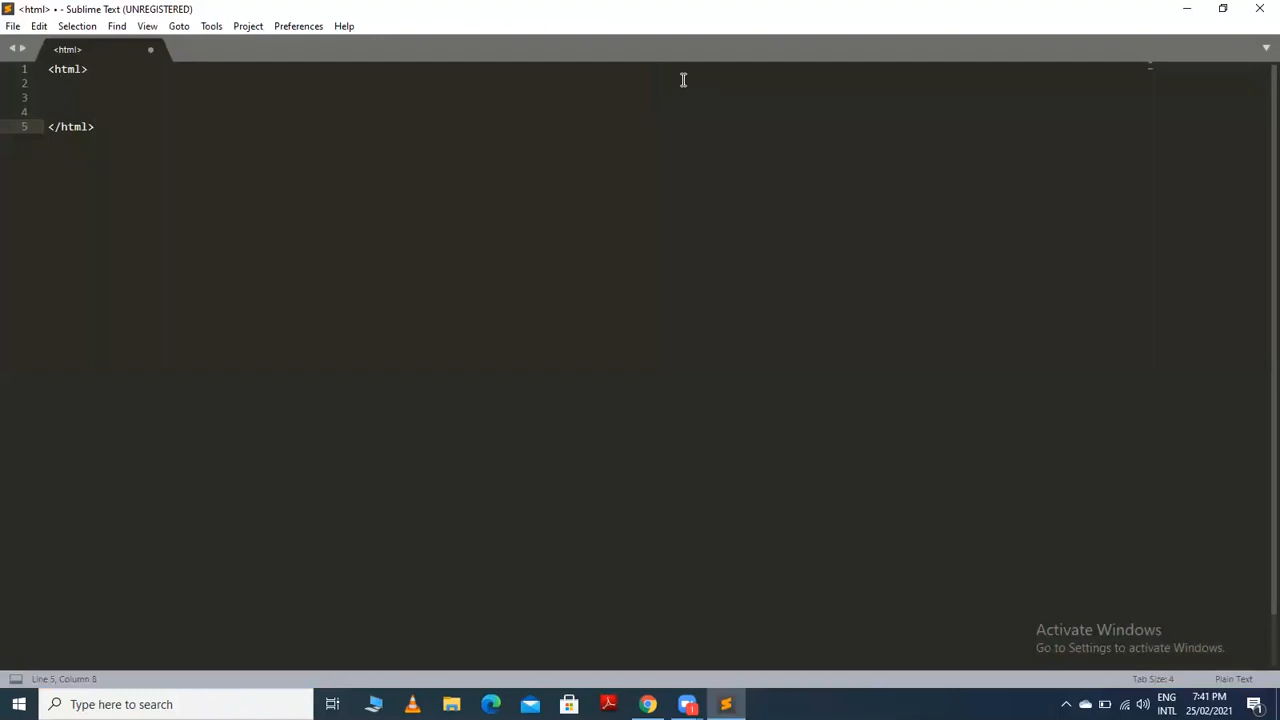 <html> • - Sublime Text (UNREGISTERED)
File Edit Selection Find View Goto Tools Project Preferences Help
<html>
1 <html>
2
3
4
5 </html>
Activate Windows
Go to Settings to activate Windows.
Line 5, Column 8 Tab Size: 4 Plain Text
Type here to search
1
ENG
INTL
7:41 PM
25/02/2021
1